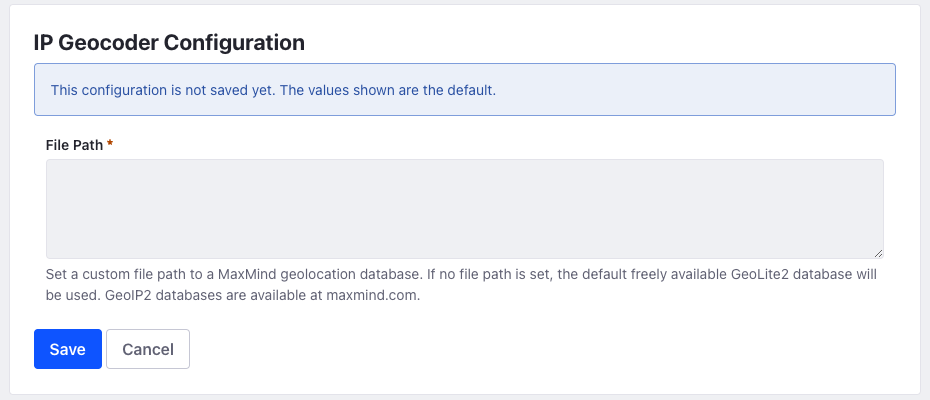 IP Geocoder Configuration
This configuration is not saved yet. The values shown are the default.
File Path *
Set a custom file path to a MaxMind geolocation database. If no file path is set, the default freely available GeoLite2 database will
be used. GeoIP2 databases are available at maxmind.com.
Save Cancel